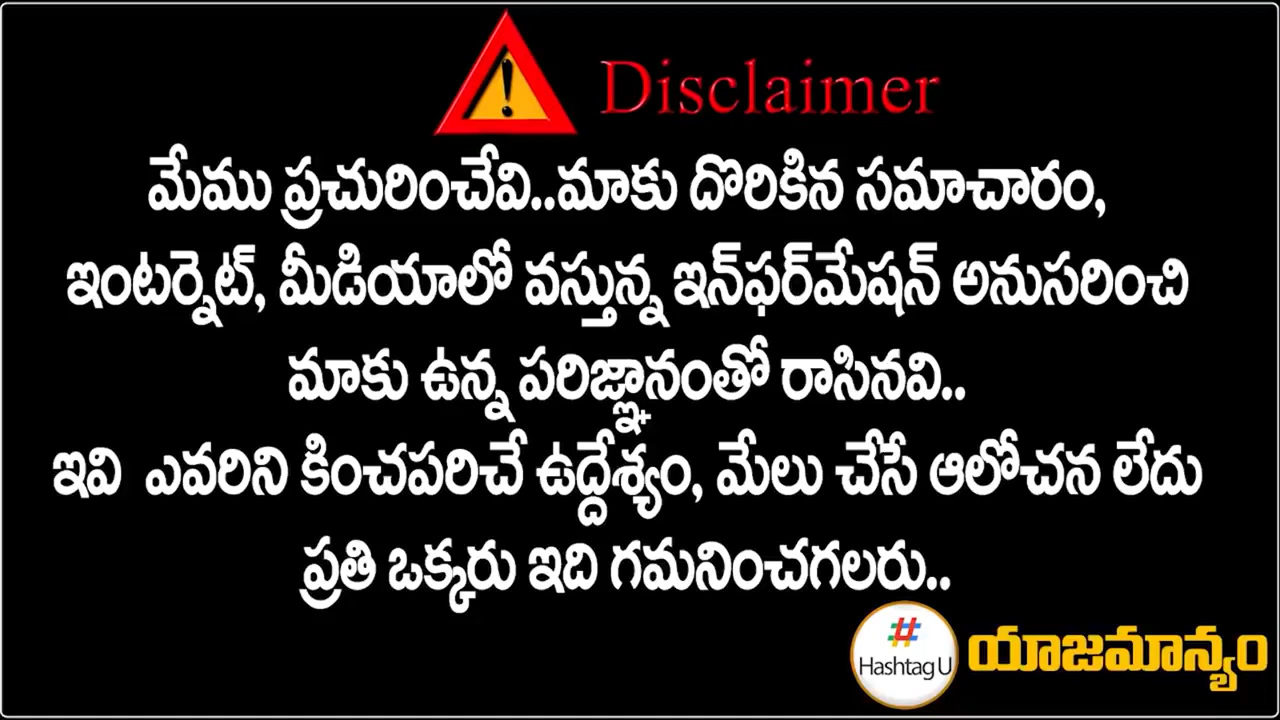 Disclaimer
మేము ప్రచురించేవి..మాకు దొరికిన సమాచారం,
ఇంటర్నెట్, మీడియాలో వస్తున్న ఇన్‌ఫర్‌మేషన్ అనుసరించి
మాకు ఉన్న పరిజ్ఞానంతో రాసినవి..
ఇవి ఎవరిని కించపరిచే ఉద్దేశ్యం, మేలు చేసే ఆలోచన లేదు
ప్రతి ఒక్కరు ఇది గమనించగలరు..
# Hashtag U యాజమాన్యం